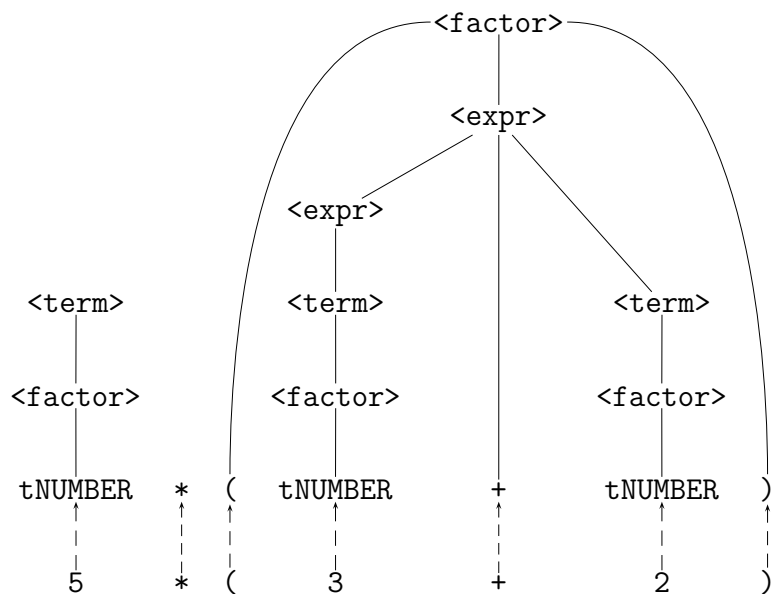 <factor>
<expr>
<expr>
<term> <term> <term>
<factor> <factor> <factor>
tNUMBER * ( tNUMBER + tNUMBER )
5 * ( 3 + 2 )